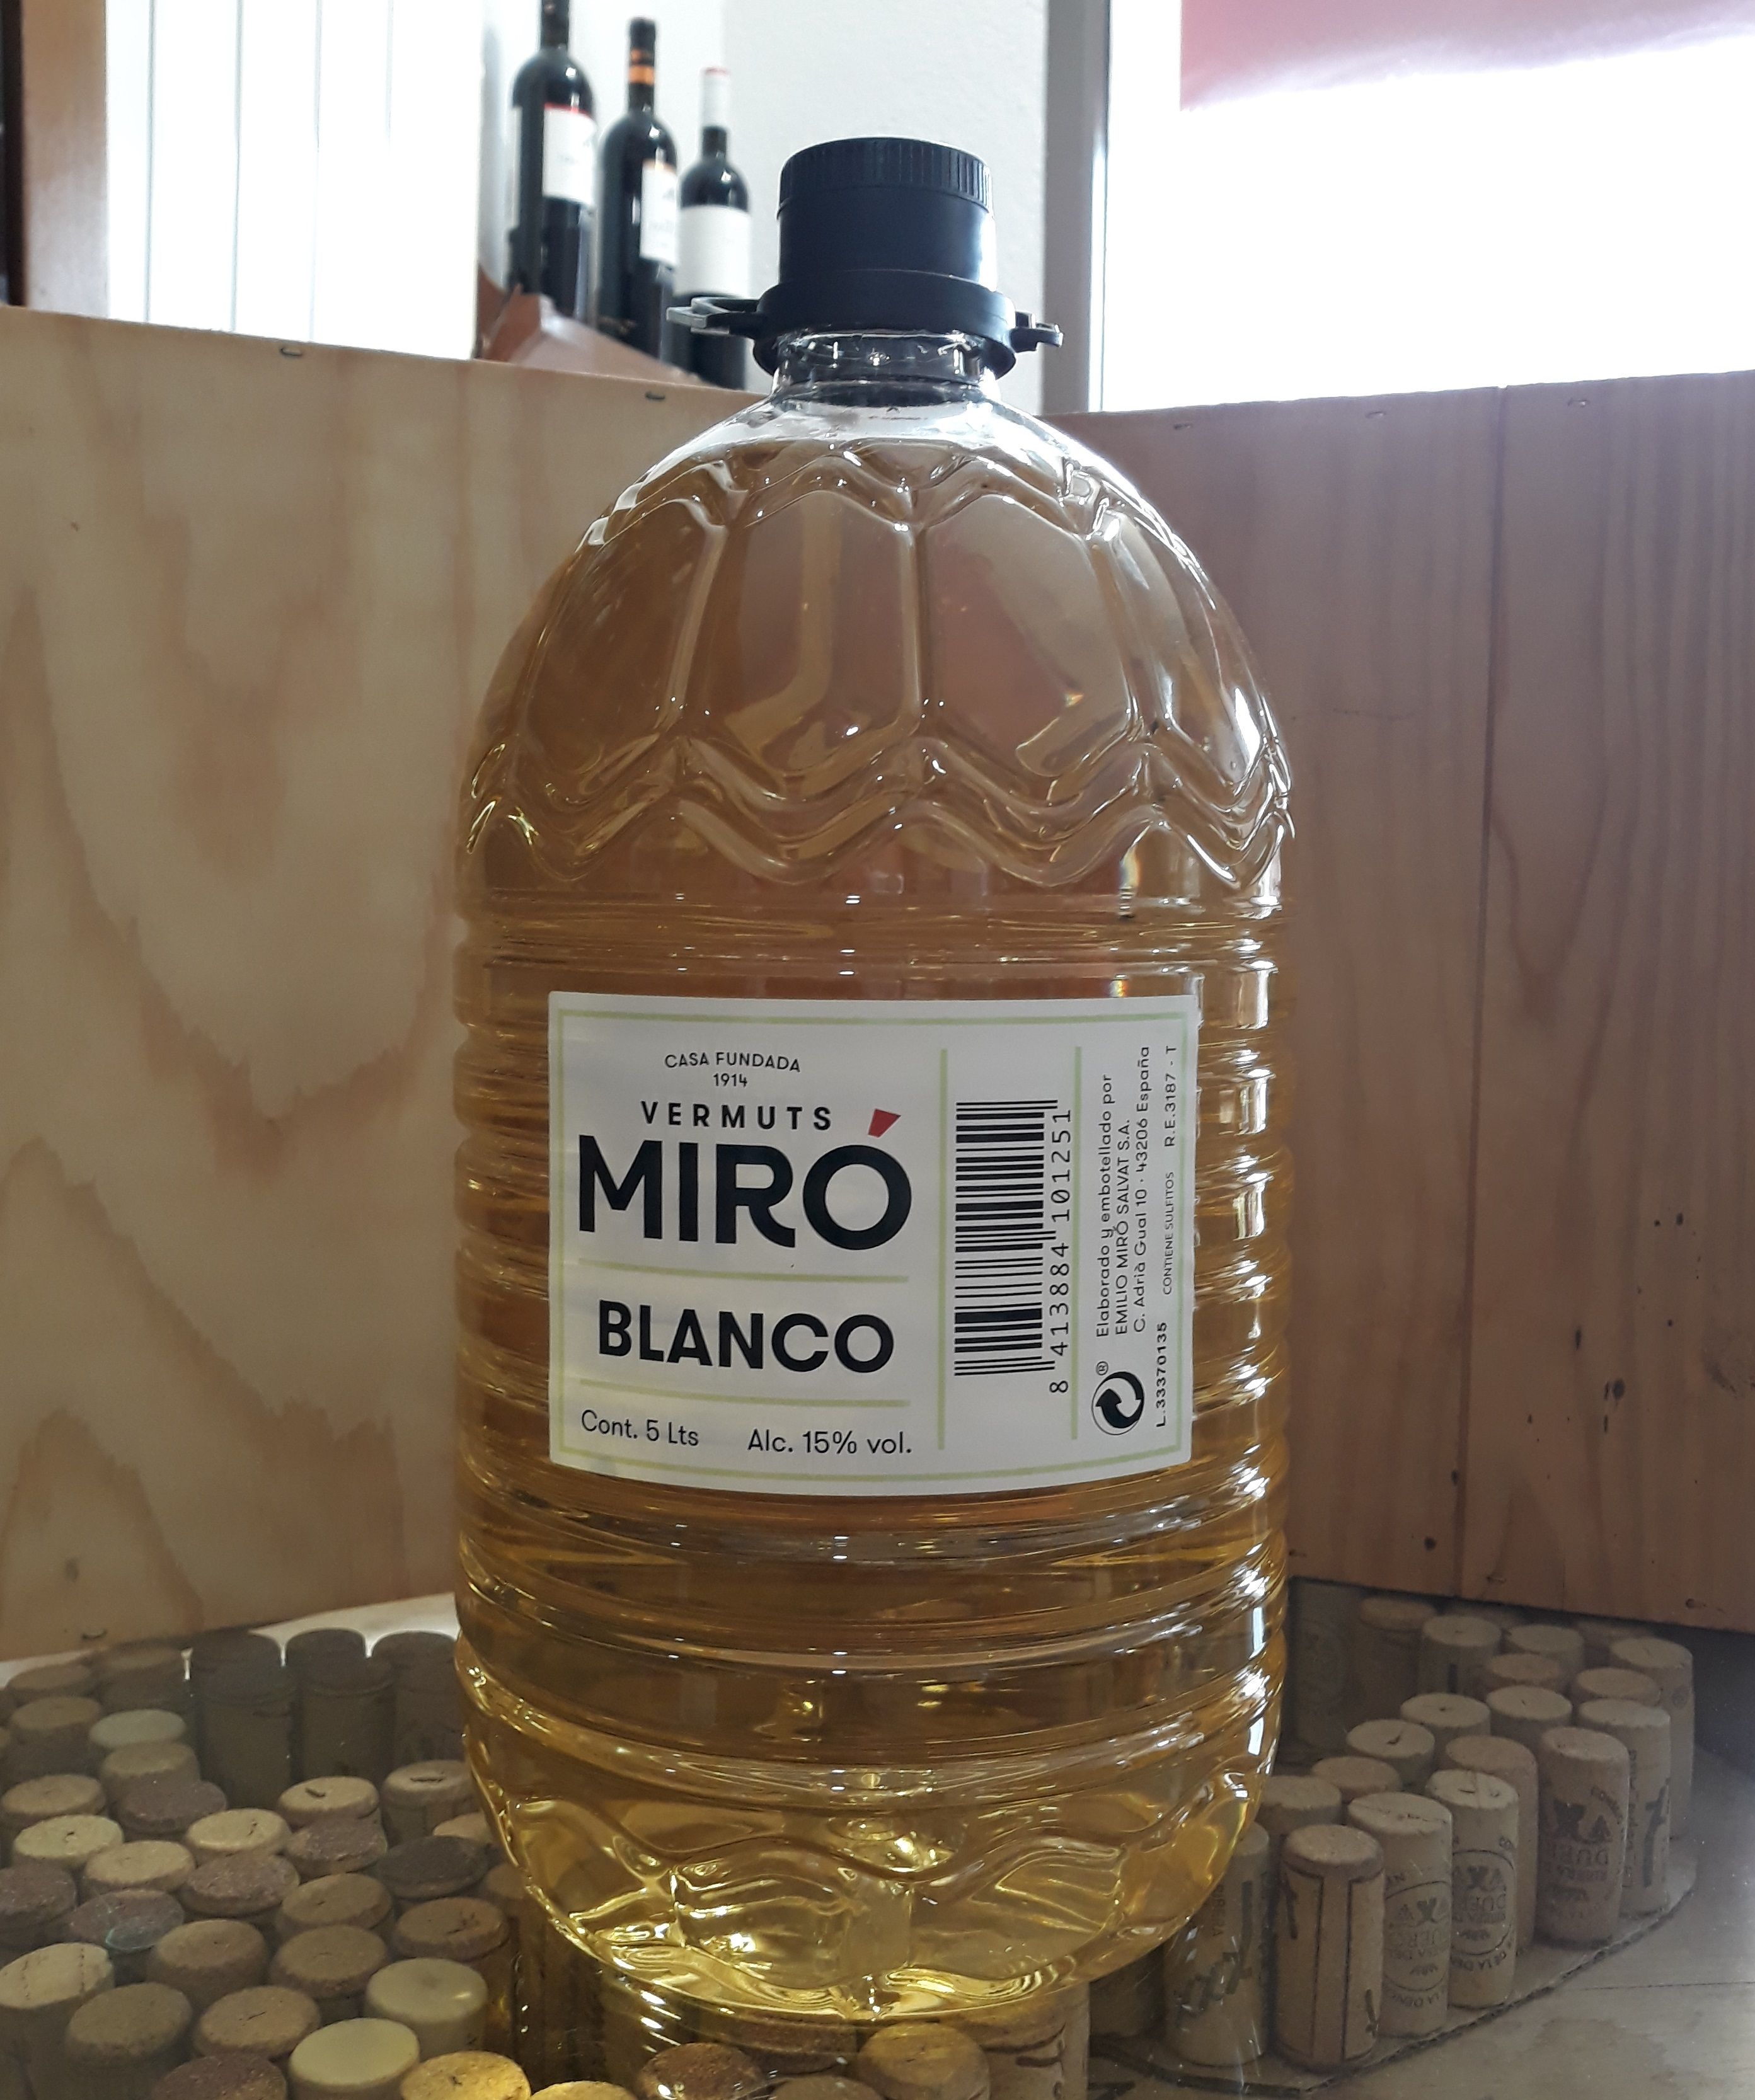 CASA FUNDADA
1914
VERMUTS
MIRÓ
BLANCO
Cont. 5 Lts Alc. 15% vol.
8 413884 101251
Elaborado y embotellado por
EMILIO MIRÓ SALVAT S.A.
C. Adrià Gual 10 · 43206 España
L.33370135 CONTIENE SULFITOS R.E.3187 - T